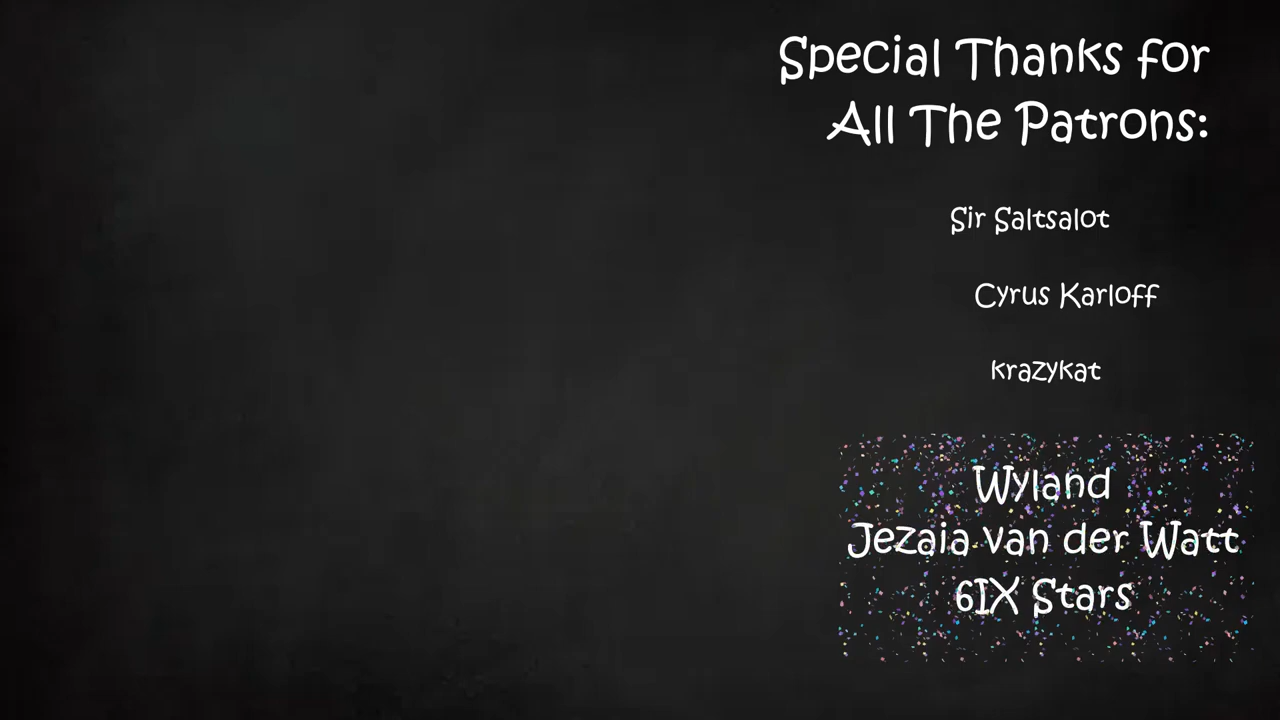 Special Thanks for
All The Patrons:
Sir Saltsalot
Cyrus Karloff
krazykat
Wyland
Jezaia van der Watt
6IX Stars